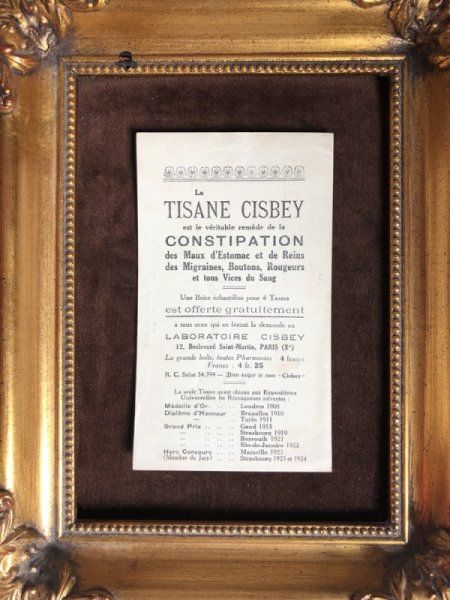 La
TISANE CISBEY
est le véritable remède de la
CONSTIPATION
des Maux d'Estomac et de Reins
des Migraines, Boutons, Rougeurs
et tous Vices du Sang
Une Boîte échantillon pour 4 Tasses
est offerte gratuitement
à tous ceux qui en feront la demande au
LABORATOIRE CISBEY
12, Boulevard Saint-Martin, PARIS (Xe)
La grande boîte, toutes Pharmacies - 4 francs
Franco : 4 fr. 25
R. C. Seine 54.394 — Bien exiger le nom "Cisbey"
La seule Tisane ayant obtenu aux Expositions
Universelles les Récompenses suivantes :
Médaille d'Or. .. .. Londres 1908
Diplôme d'Honneur .. Bruxelles 1910
— .. Turin 1911
Grand Prix .. .. .. Gand 1913
" .. .. .. Strasbourg 1919
" .. .. .. Beyrouth 1921
" .. .. .. Rio-de-Janeiro 1922
Hors Concours .. .. Marseille 1922
(Membre du Jury) .. .. Strasbourg 1923 et 1924